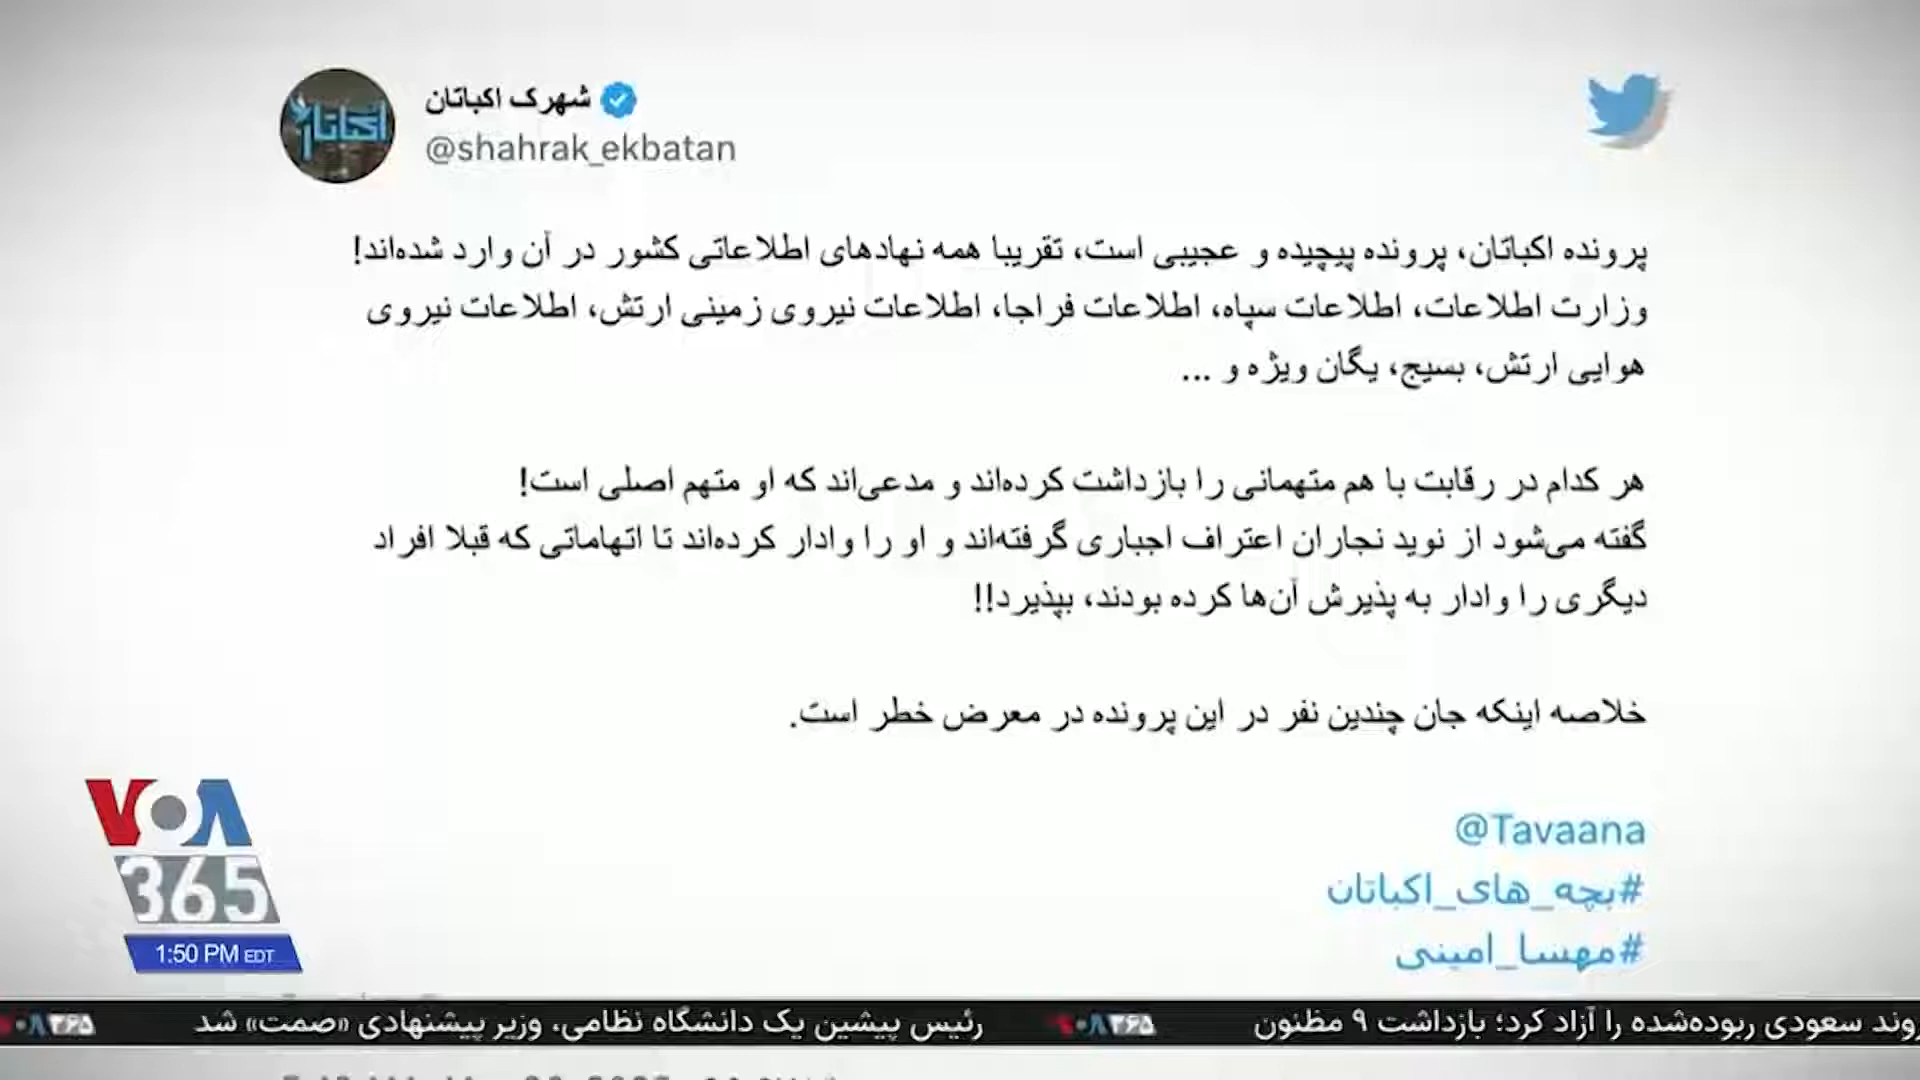 شهرک اکباتان
@shahrak_ekbatan
اکباتان
پرونده اکباتان، پرونده پیچیده و عجیبی است، تقریبا همه نهادهای اطلاعاتی کشور در آن وارد شده‌اند!
وزارت اطلاعات، اطلاعات سپاه، اطلاعات فراجا، اطلاعات نیروی زمینی ارتش، اطلاعات نیروی
هوایی ارتش، بسیج، یگان ویژه و ...
هر کدام در رقابت با هم متهمانی را بازداشت کرده‌اند و مدعی‌اند که او متهم اصلی است!
گفته می‌شود از نوید نجاران اعتراف اجباری گرفته‌اند و او را وادار کرده‌اند تا اتهاماتی که قبلا افراد
دیگری را وادار به پذیرش آن‌ها کرده بودند، بپذیرد!!
خلاصه اینکه جان چندین نفر در این پرونده در معرض خطر است.
@Tavaana
#بچه_های_اکباتان
#مهسا_امینی
VOA
365
1:50 PM EDT
روند سعودی ربوده‌شده را آزاد کرد؛ بازداشت ۹ مظنون VOA۳۶۵ رئیس پیشین یک دانشگاه نظامی، وزیر پیشنهادی «صمت» شد VOA۳۶۵